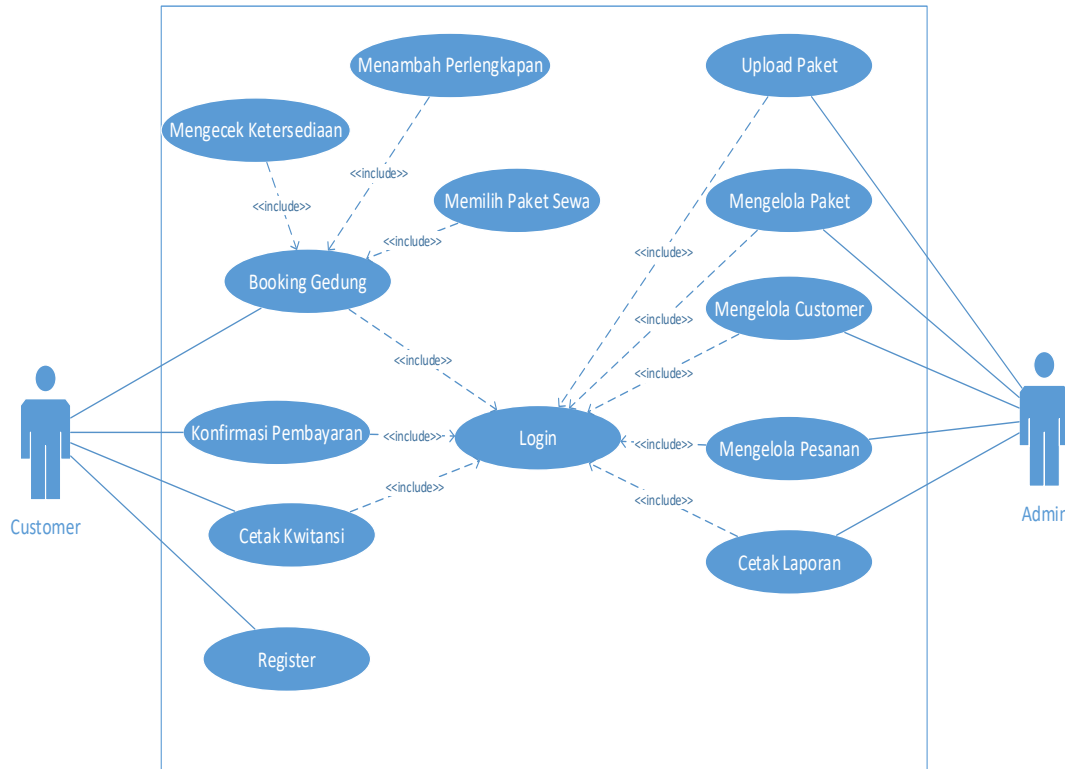 Menambah Perlengkapan
Upload Paket
Mengecek Ketersediaan
<<include>>
<<include>>
Memilih Paket Sewa
Mengelola Paket
<<include>>
<<include>>
Booking Gedung
Mengelola Customer
<<include>>
<<include>>
<<include>>
Konfirmasi Pembayaran
<<include>>
Login
<<include>>
Mengelola Pesanan
<<include>>
<<include>>
Customer
Cetak Kwitansi
Cetak Laporan
Admin
Register